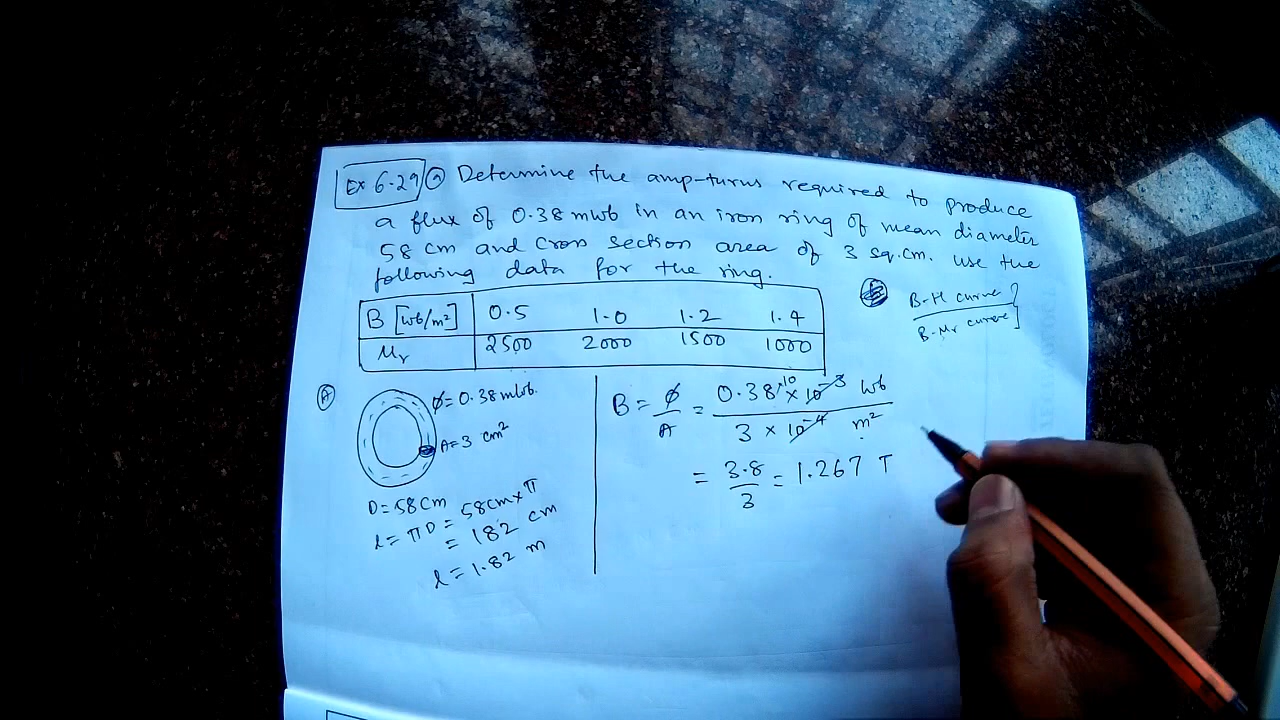 Ex 6.29 Q Determine the amp-turns required to produce
a flux of 0.38 mwb in an iron ring of mean diameter
58 cm and cross section area of 3 sq.cm. use the
following data for the ring.
B [wb/m²] 0.5 1.0 1.2 1.4
μr 2500 2000 1500 1000
B-H curve ?
B-μr curve ]
A
ϕ = 0.38 mwb.
A = 3 cm²
D = 58 cm
l = πD = 58cm × π
= 182 cm
l = 1.82 m
B = ϕ/A = 0.38 × 10⁻³ wb / 3 × 10⁻⁴ m²
10
= 3.8/3 = 1.267 T